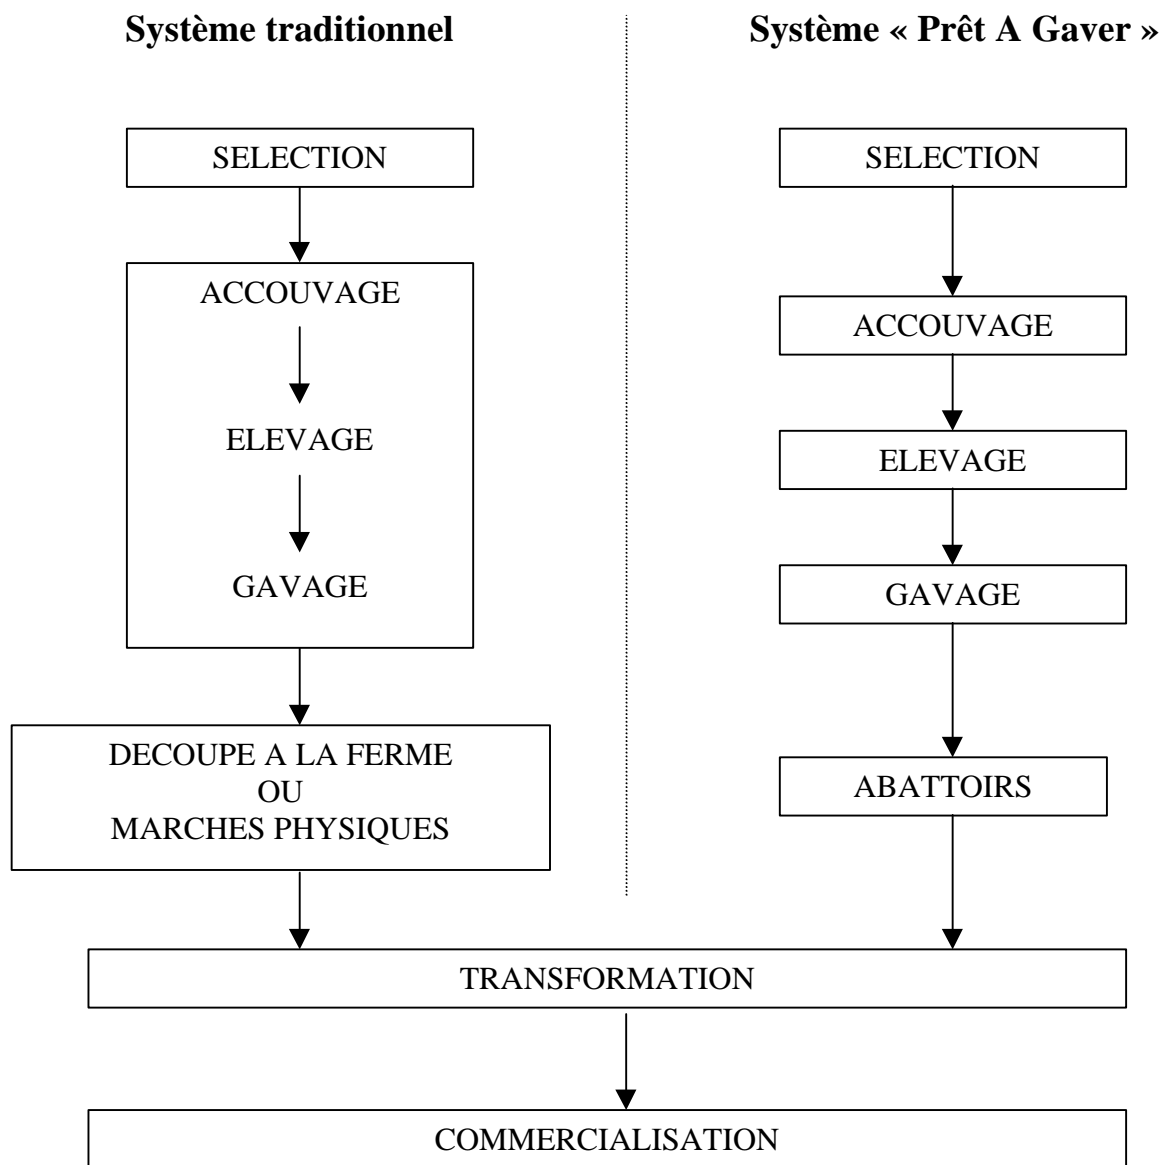 Système traditionnel
SELECTION
ACCOUVAGE
ELEVAGE
GAVAGE
DECOUPE A LA FERME
OU
MARCHES PHYSIQUES
Système « Prêt A Gaver »
SELECTION
ACCOUVAGE
ELEVAGE
GAVAGE
ABATTOIRS
TRANSFORMATION
COMMERCIALISATION